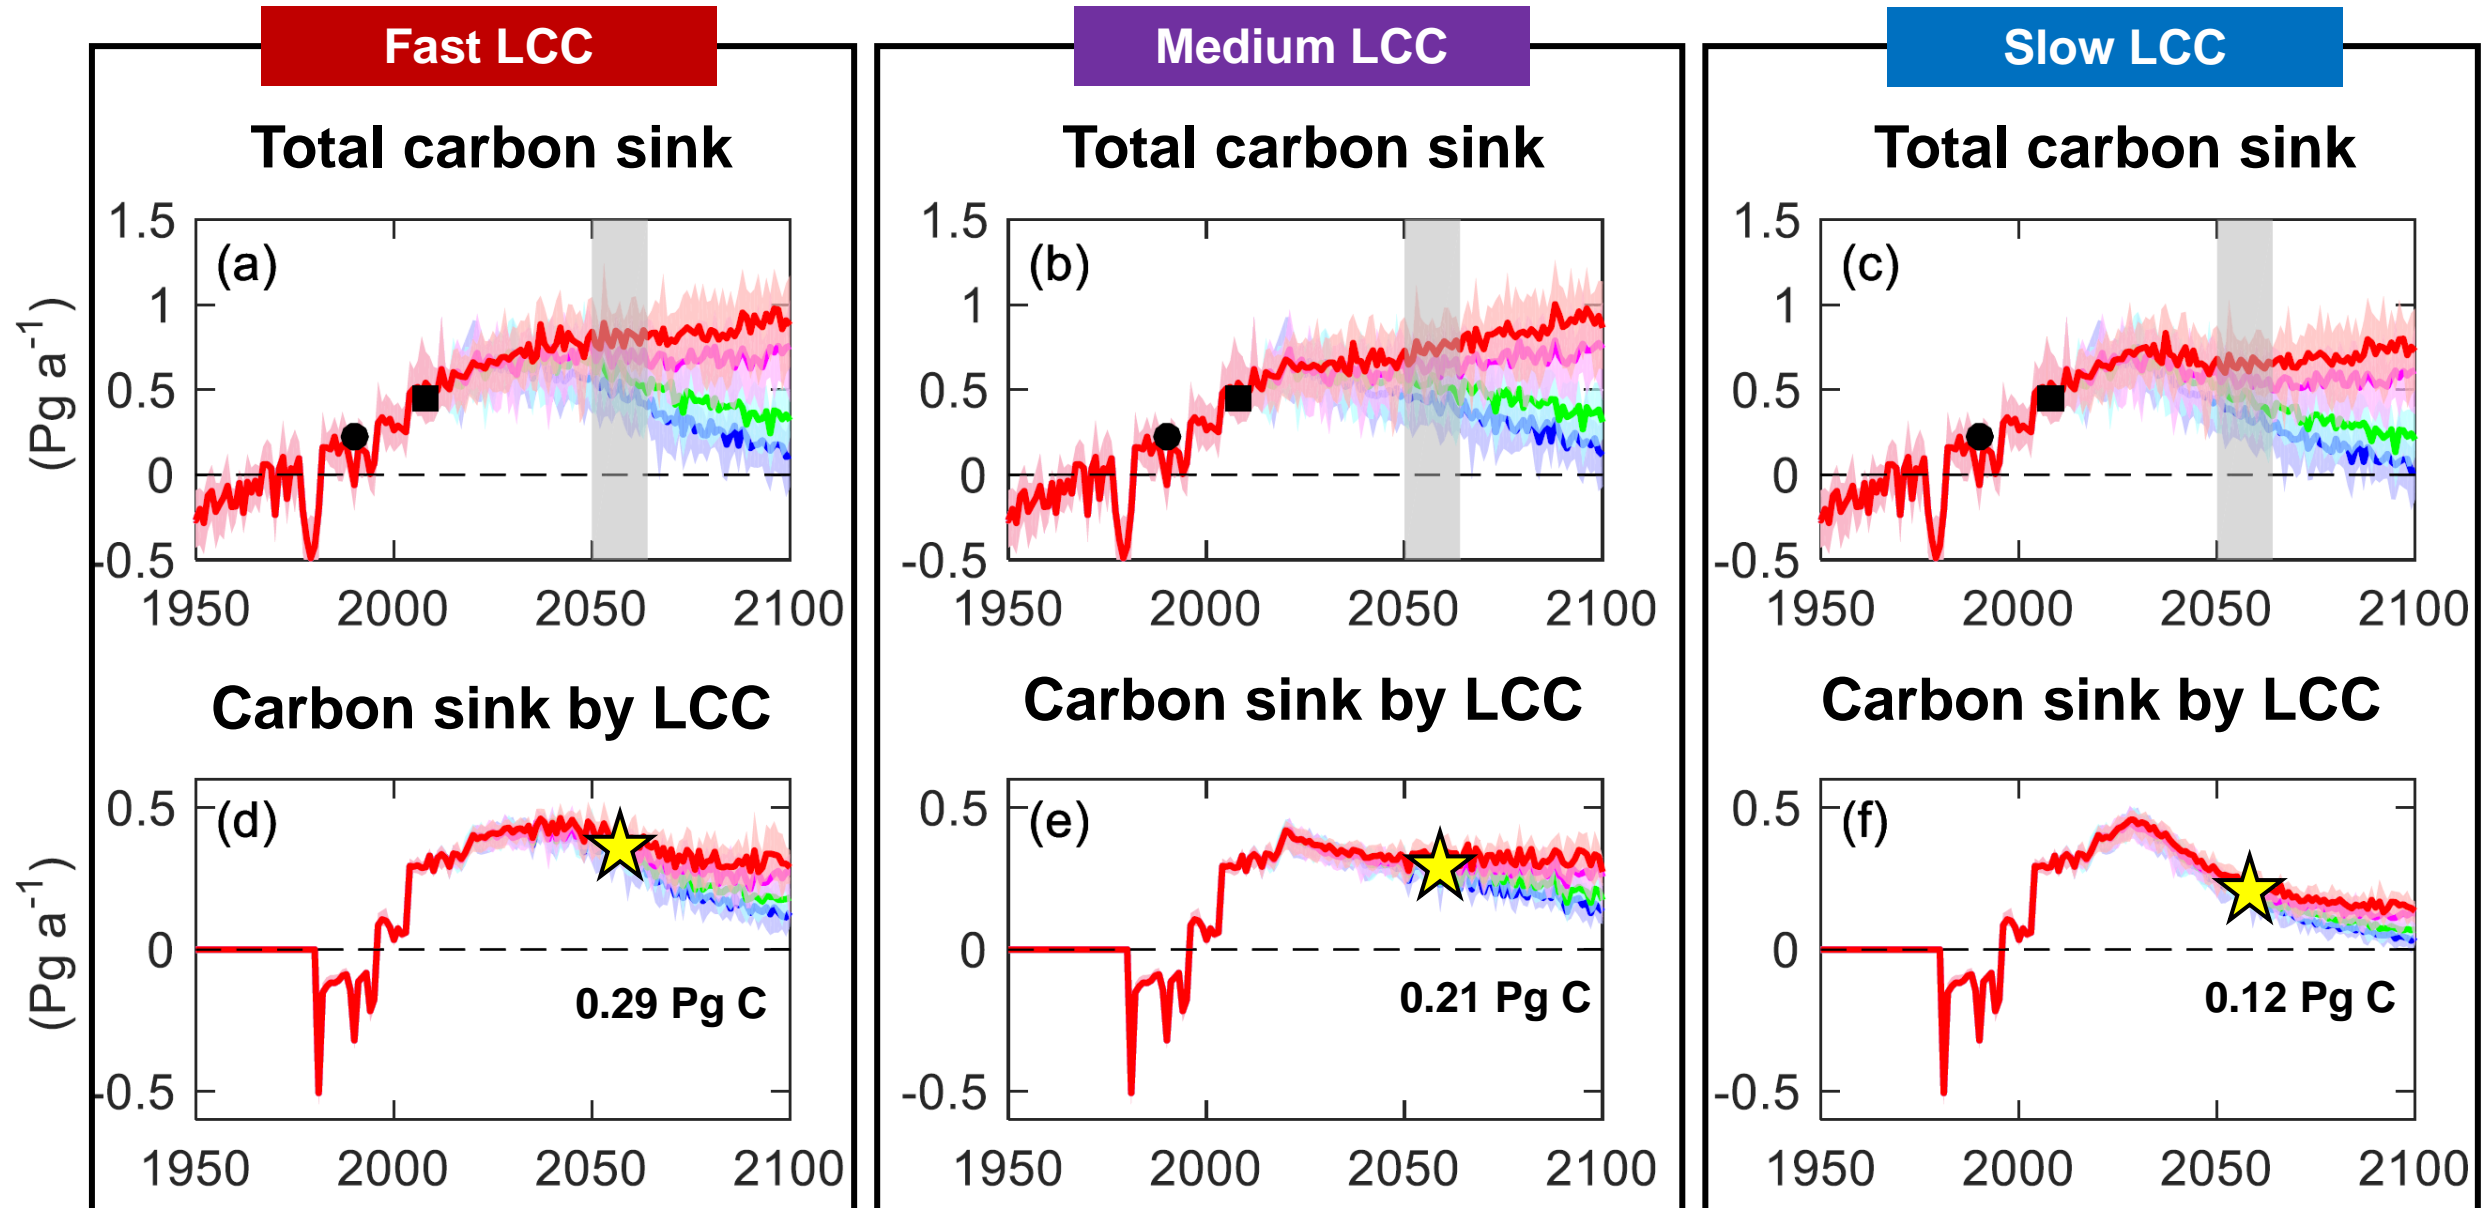 Fast LCC
Medium LCC
Slow LCC
Total carbon sink
Total carbon sink
Total carbon sink
(Pg a⁻¹)
1.5
1
0.5
0
-0.5
(a)
1950 2000 2050 2100
1.5
1
0.5
0
-0.5
(b)
1950 2000 2050 2100
1.5
1
0.5
0
-0.5
(c)
1950 2000 2050 2100
Carbon sink by LCC
Carbon sink by LCC
Carbon sink by LCC
(Pg a⁻¹)
0.5
0
-0.5
(d)
0.29 Pg C
1950 2000 2050 2100
0.5
0
-0.5
(e)
0.21 Pg C
1950 2000 2050 2100
0.5
0
-0.5
(f)
0.12 Pg C
1950 2000 2050 2100